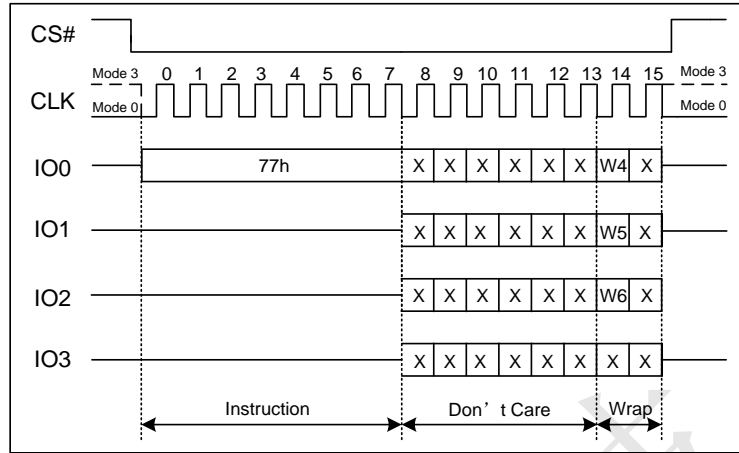 CS#
Mode 3 0 1 2 3 4 5 6 7 8 9 10 11 12 13 14 15 Mode 3
CLK Mode 0 Mode 0
IO0 77h X X X X X X W4 X
IO1 X X X X X X W5 X
IO2 X X X X X X W6 X
IO3 X X X X X X X X
Instruction Don’t Care Wrap